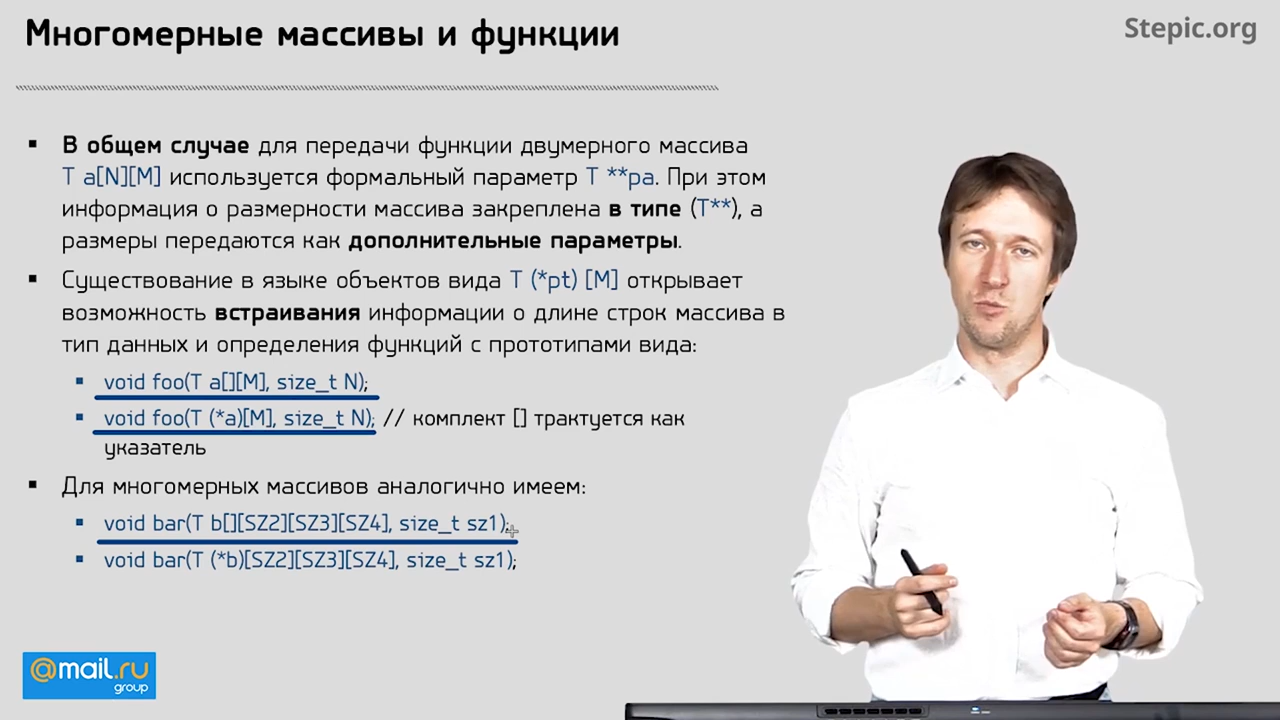 Многомерные массивы и функции
Stepic.org
▪ В общем случае для передачи функции двумерного массива
T a[N][M] используется формальный параметр T **pa. При этом
информация о размерности массива закреплена в типе (T**), а
размеры передаются как дополнительные параметры.
▪ Существование в языке объектов вида T (*pt) [M] открывает
возможность встраивания информации о длине строк массива в
тип данных и определения функций с прототипами вида:
▪ void foo(T a[][M], size_t N);
▪ void foo(T (*a)[M], size_t N); // комплект [] трактуется как
указатель
▪ Для многомерных массивов аналогично имеем:
▪ void bar(T b[][SZ2][SZ3][SZ4], size_t sz1);
▪ void bar(T (*b)[SZ2][SZ3][SZ4], size_t sz1);
@mail.ru
group